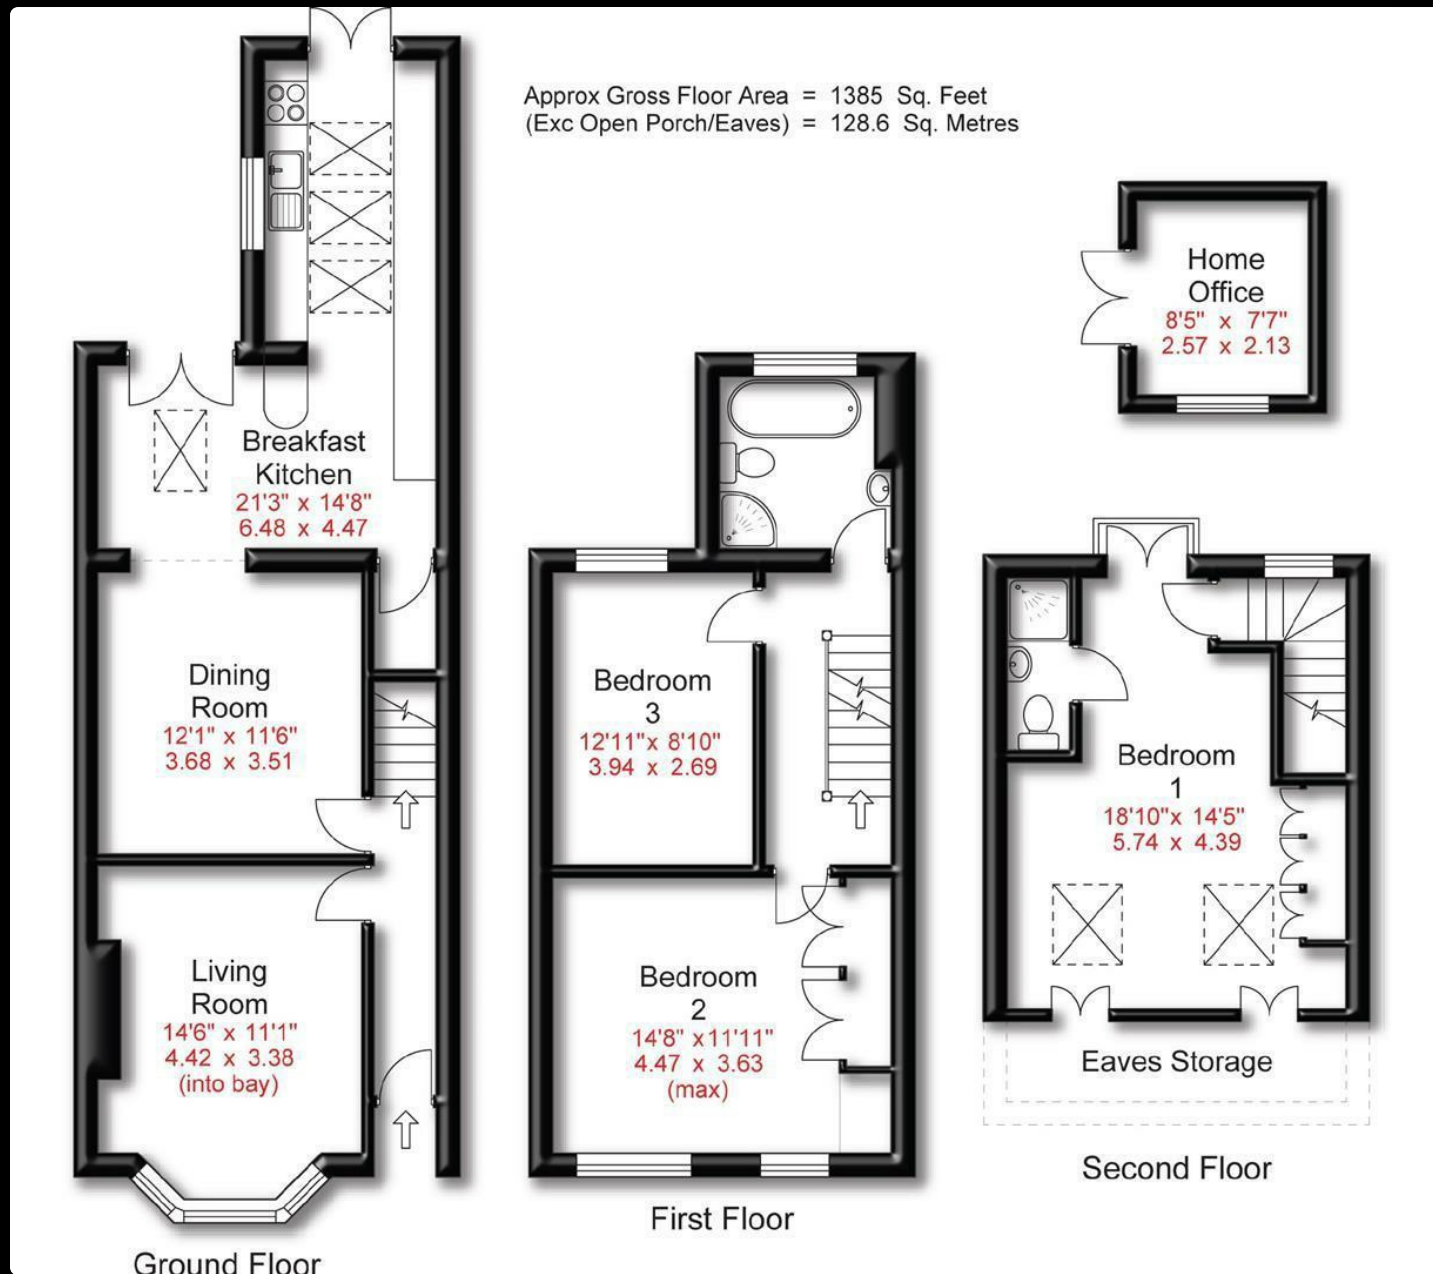 Approx Gross Floor Area = 1385 Sq. Feet
(Exc Open Porch/Eaves) = 128.6 Sq. Metres
Breakfast
Kitchen
21'3" x 14'8"
6.48 x 4.47
Dining
Room
12'1" x 11'6"
3.68 x 3.51
Living
Room
14'6" x 11'1"
4.42 x 3.38
(into bay)
Ground Floor
Bedroom
3
12'11"x 8'10"
3.94 x 2.69
Bedroom
2
14'8" x11'11"
4.47 x 3.63
(max)
First Floor
Home
Office
8'5" x 7'7"
2.57 x 2.13
Bedroom
1
18'10"x 14'5"
5.74 x 4.39
Eaves Storage
Second Floor